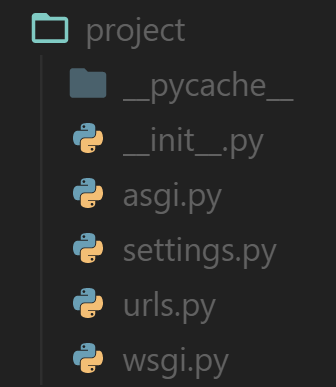 project
__pycache__
__init__.py
asgi.py
settings.py
urls.py
wsgi.py